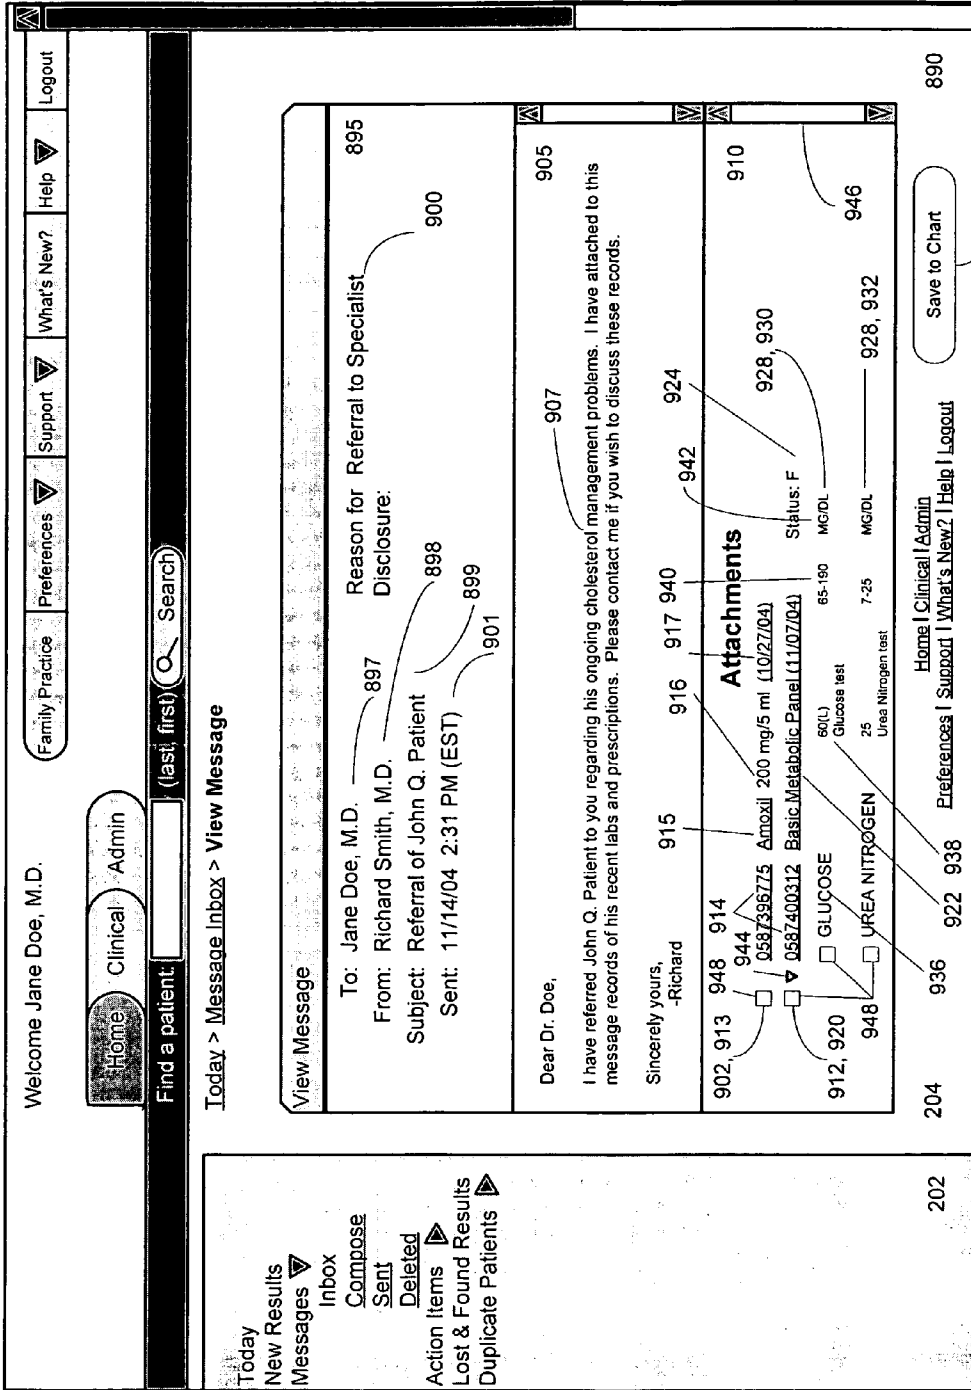 Welcome Jane Doe, M.D.
Family Practice Preferences Support What's New? Help Logout
Home Clinical Admin
Find a patient: (last, first) Search
Today > Message Inbox > View Message
Today
New Results
Messages
Inbox
Compose
Sent
Deleted
Action Items
Lost & Found Results
Duplicate Patients
202
View Message
To: Jane Doe, M.D. 897
From: Richard Smith, M.D. 898
Subject: Referral of John Q. Patient 899
Sent: 11/14/04 2:31 PM (EST) 901
Reason for Referral to Specialist 895
Disclosure:
900
Dear Dr. Doe, 907 905
I have referred John Q. Patient to you regarding his ongoing cholesterol management problems. I have attached to this
message records of his recent labs and prescriptions. Please contact me if you wish to discuss these records.
Sincerely yours,
-Richard
915 916 917 940 942 924
902, 913 948 944 914 Attachments 910
0587396775 Amoxil 200 mg/5 ml (10/27/04) 928, 930
0587400312 Basic Metabolic Panel (11/07/04) Status: F
GLUCOSE 60(L) 65-190 MG/DL
Glucose test
912, 920
946
UREA NITROGEN 25 7-25 MG/DL 928, 932
Urea Nitrogen test
948
936 922 938
204
Home | Clinical | Admin
Preferences | Support | What's New? | Help | Logout
Save to Chart
890